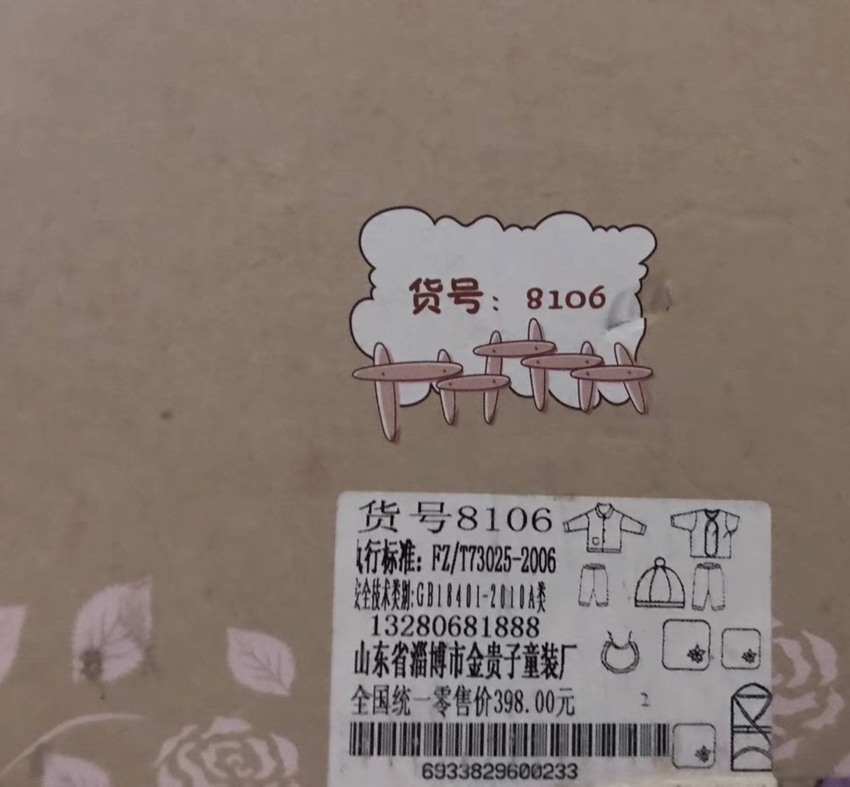 货号：8106
货号8106
执行标准：FZ/T73025-2006
安全技术类别:GB18401-2010A类
13280681888
山东省淄博市金贵子童装厂
全国统一零售价398.00元
2
6933829600233